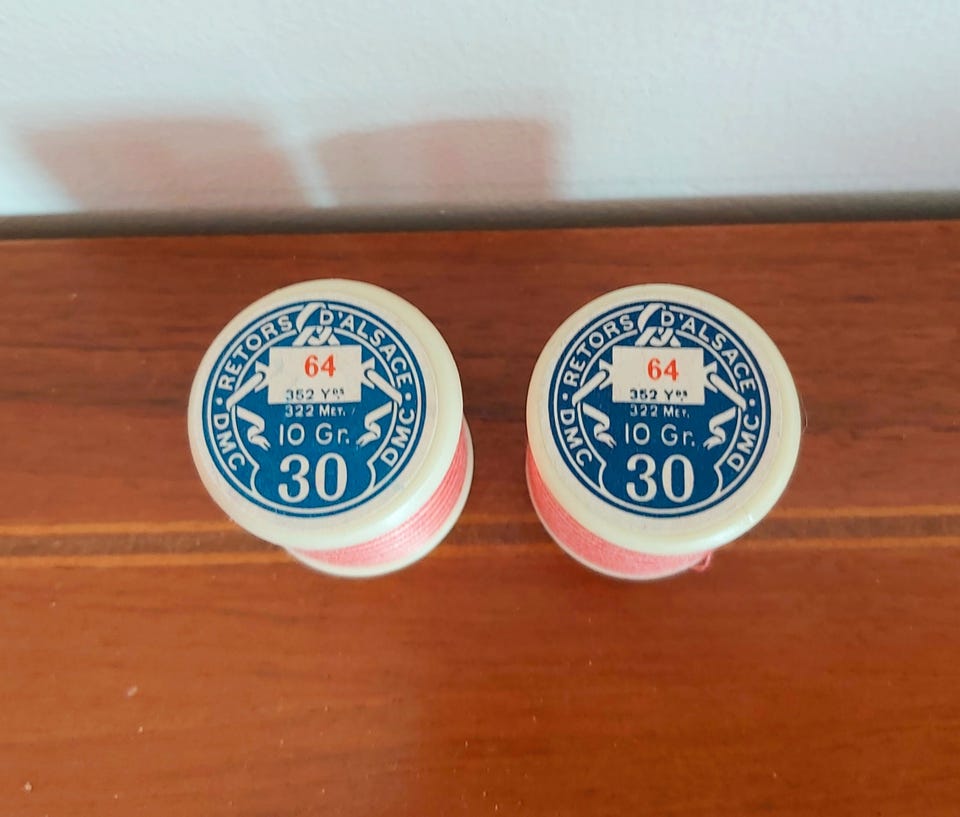 RETORS D'ALSACE
64
352 Yds
322 Met.
10 Gr.
30
DMC DMC
RETORS D'ALSACE
64
352 Yds
322 Met.
10 Gr.
30
DMC DMC